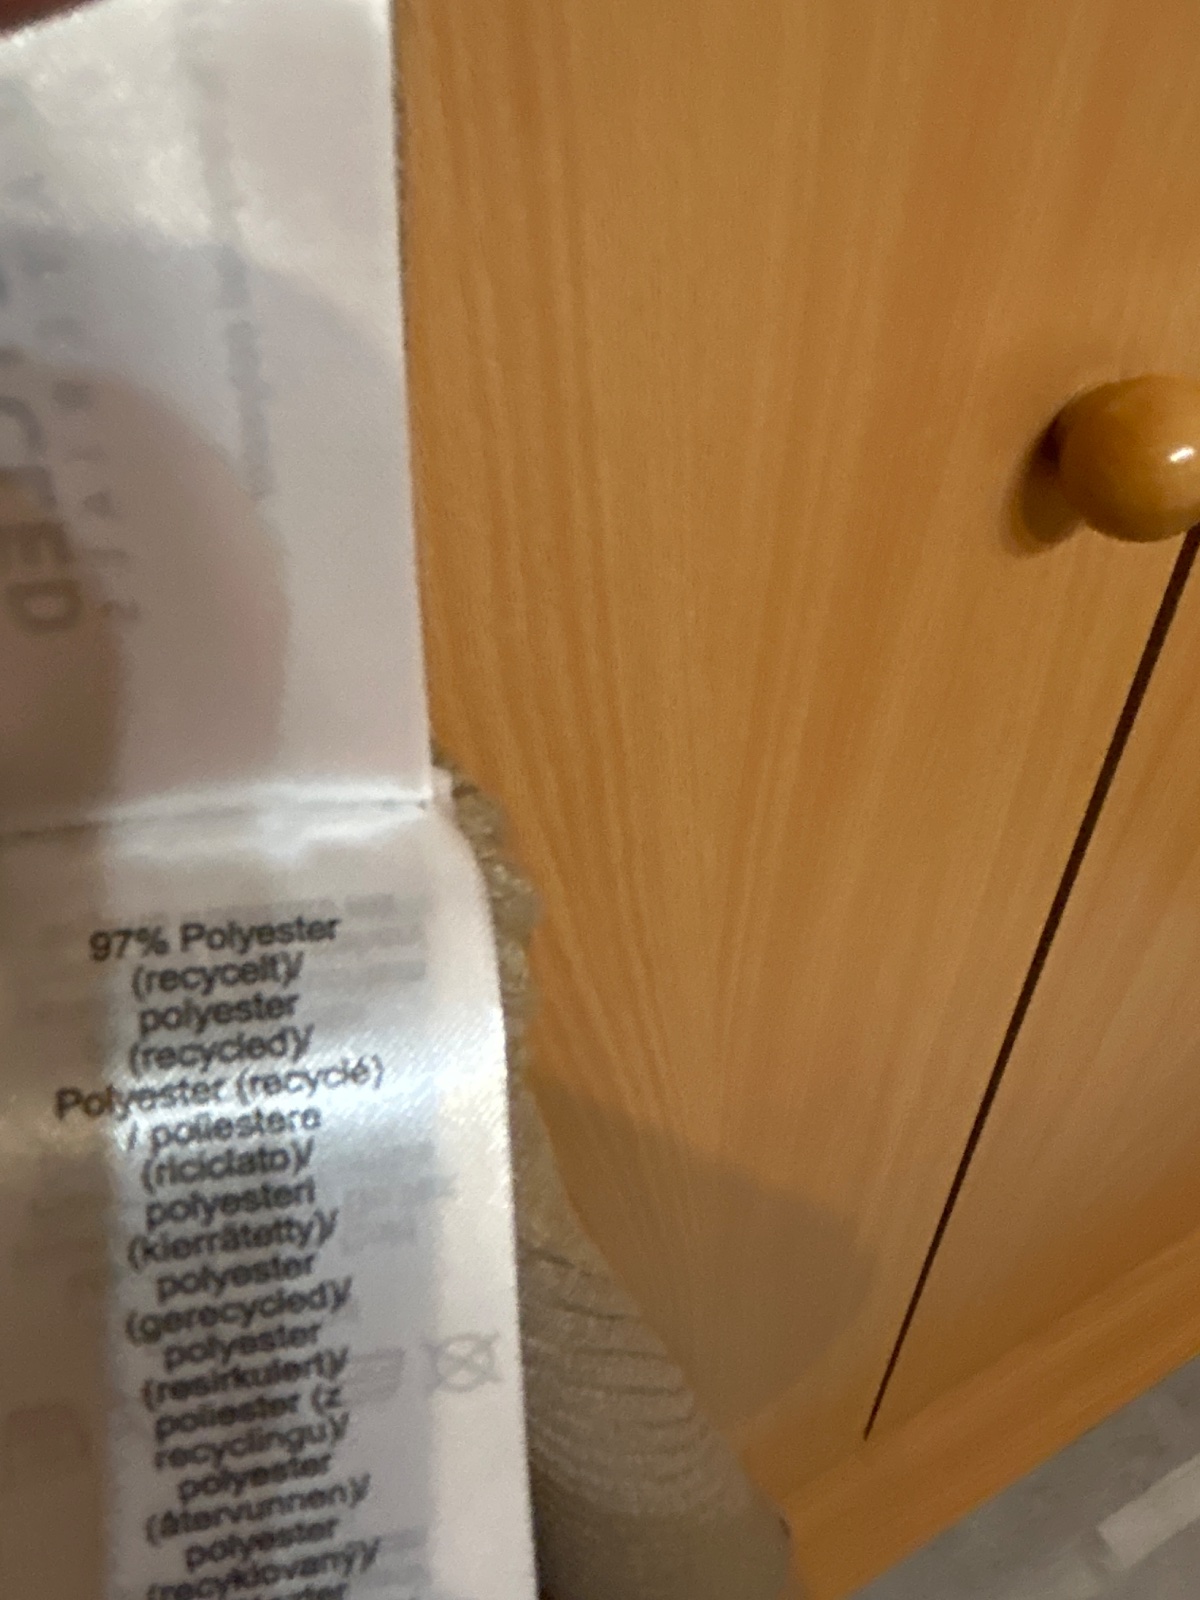 97% Polyester
(recycelt)/
polyester
(recycled)/
Polyester (recyclé)
/ poliestere
(riciclato)/
polyesteri
(kierrätetty)/
polyester
(gerecycled)/
polyester
(resirkulert)/
poliester (z
recyclingu)/
polyester
(återvunnen)/
polyester
(recyklovaný)/